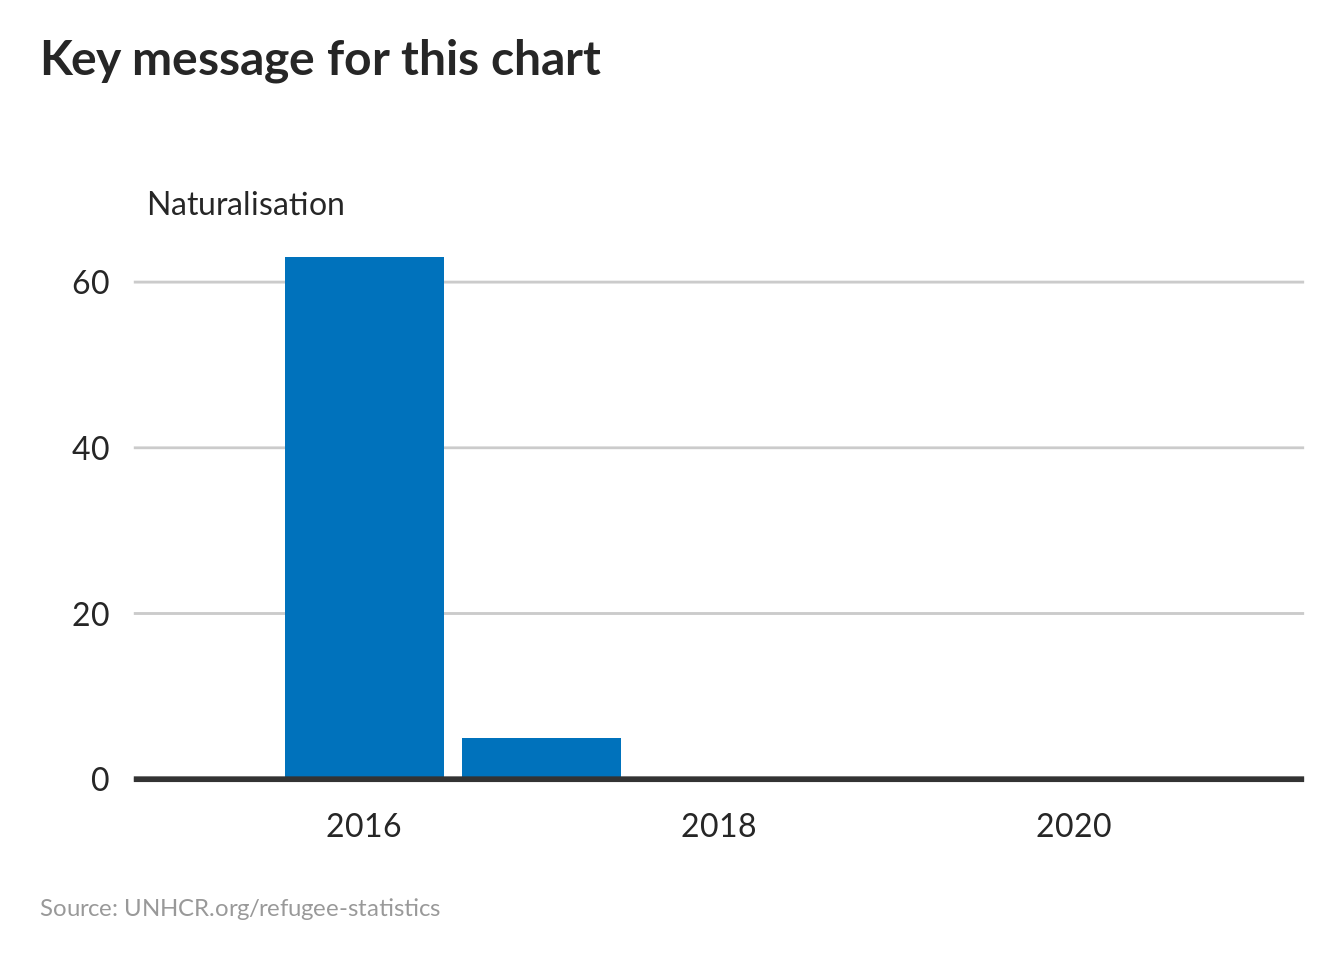 Key message for this chart
Naturalisation
60
40
20
0
2016 2018 2020
Source: UNHCR.org/refugee-statistics